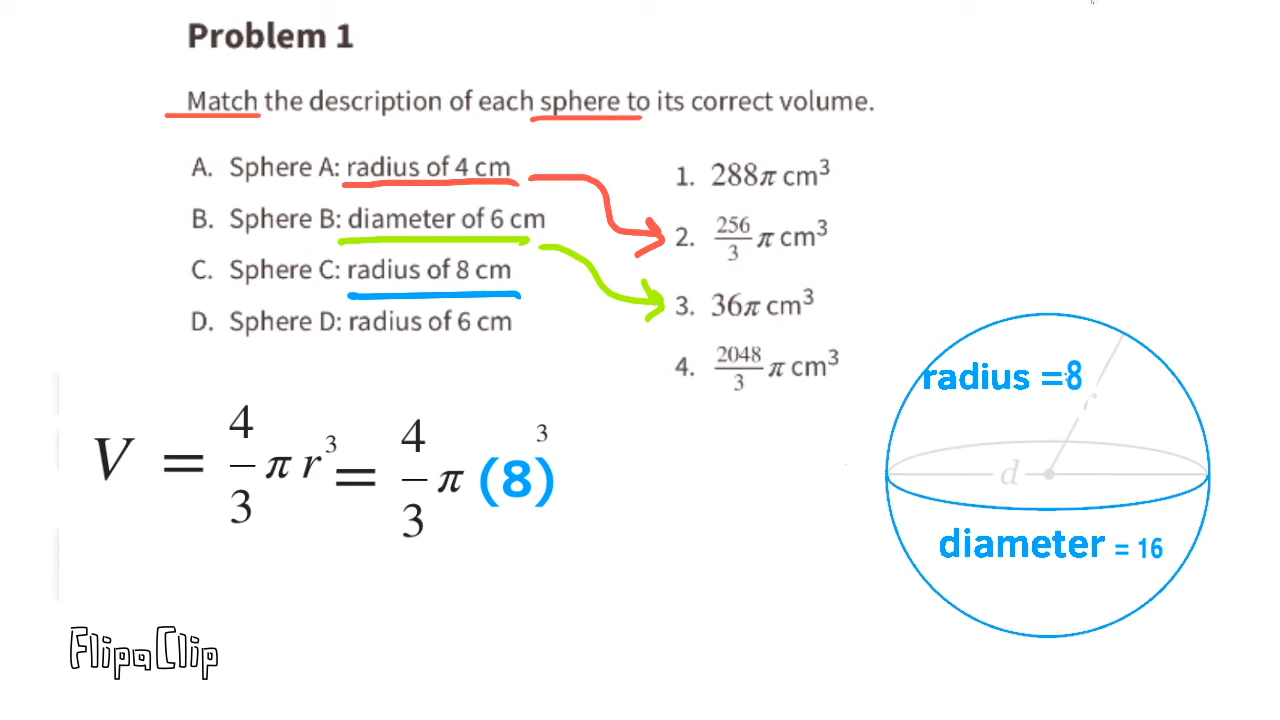 Problem 1
Match the description of each sphere to its correct volume.
A. Sphere A: radius of 4 cm
B. Sphere B: diameter of 6 cm
C. Sphere C: radius of 8 cm
D. Sphere D: radius of 6 cm
1. 288π cm³
2. 256/3 π cm³
3. 36π cm³
4. 2048/3 π cm³
V = 4/3 π r³ = 4/3 π (8)³
radius =8
r
d
diameter = 16
FlipaClip